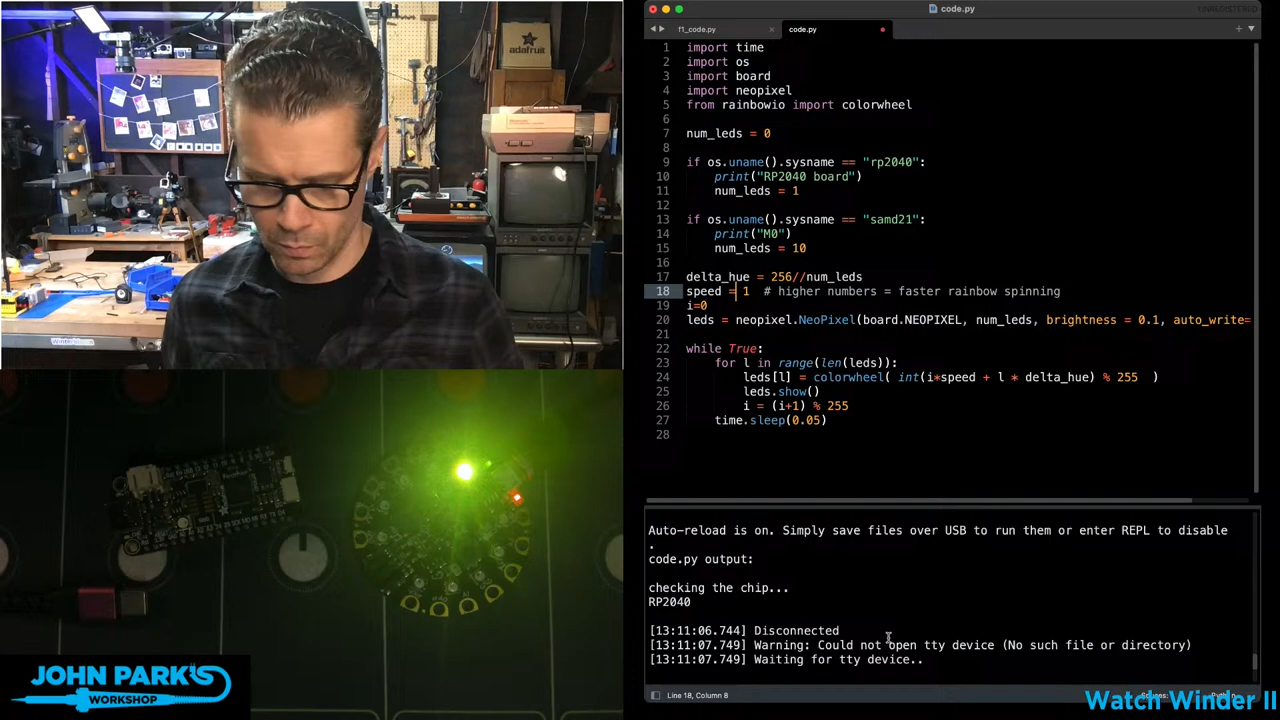 code.py
UNREGISTERED
f1_code.py
code.py
1 import time
2 import os
3 import board
4 import neopixel
5 from rainbowio import colorwheel
6
7 num_leds = 0
8
9 if os.uname().sysname == "rp2040":
10 print("RP2040 board")
11 num_leds = 1
12
13 if os.uname().sysname == "samd21":
14 print("M0")
15 num_leds = 10
16
17 delta_hue = 256//num_leds
18 speed = 1 # higher numbers = faster rainbow spinning
19 i=0
20 leds = neopixel.NeoPixel(board.NEOPIXEL, num_leds, brightness = 0.1, auto_write=
21
22 while True:
23 for l in range(len(leds)):
24 leds[l] = colorwheel( int(i*speed + l * delta_hue) % 255 )
25 leds.show()
26 i = (i+1) % 255
27 time.sleep(0.05)
28
Auto-reload is on. Simply save files over USB to run them or enter REPL to disable
.
code.py output:
checking the chip...
RP2040
[13:11:06.744] Disconnected
[13:11:07.749] Warning: Could not open tty device (No such file or directory)
[13:11:07.749] Waiting for tty device..
Line 18, Column 8
adafruit
JOHN PARK'S
WORKSHOP
Watch Winder II